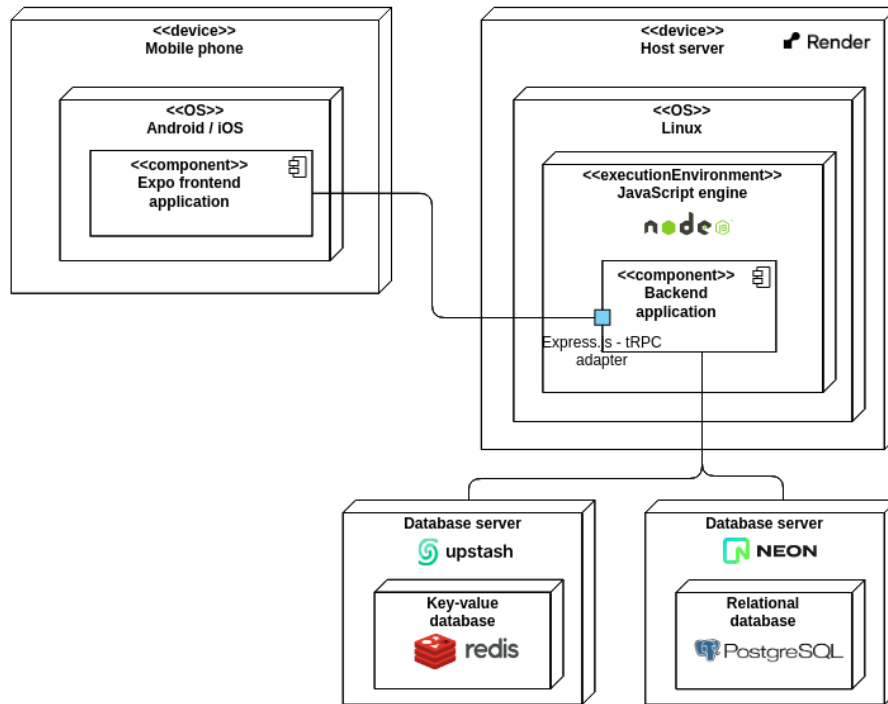 <<device>>
Mobile phone
<<OS>>
Android / iOS
<<component>>
Expo frontend
application
<<device>>
Host server
Render
<<OS>>
Linux
<<executionEnvironment>>
JavaScript engine
node
JS
<<component>>
Backend
application
Express.js - tRPC
adapter
Database server
upstash
Key-value
database
redis
Database server
NEON
Relational
database
PostgreSQL